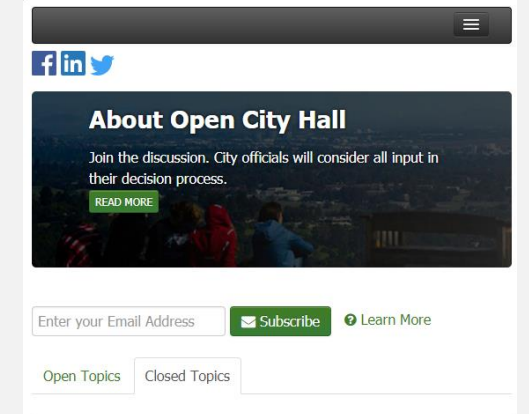 f in
About Open City Hall
Join the discussion. City officials will consider all input in
their decision process.
READ MORE
Enter your Email Address
Subscribe
? Learn More
Open Topics
Closed Topics